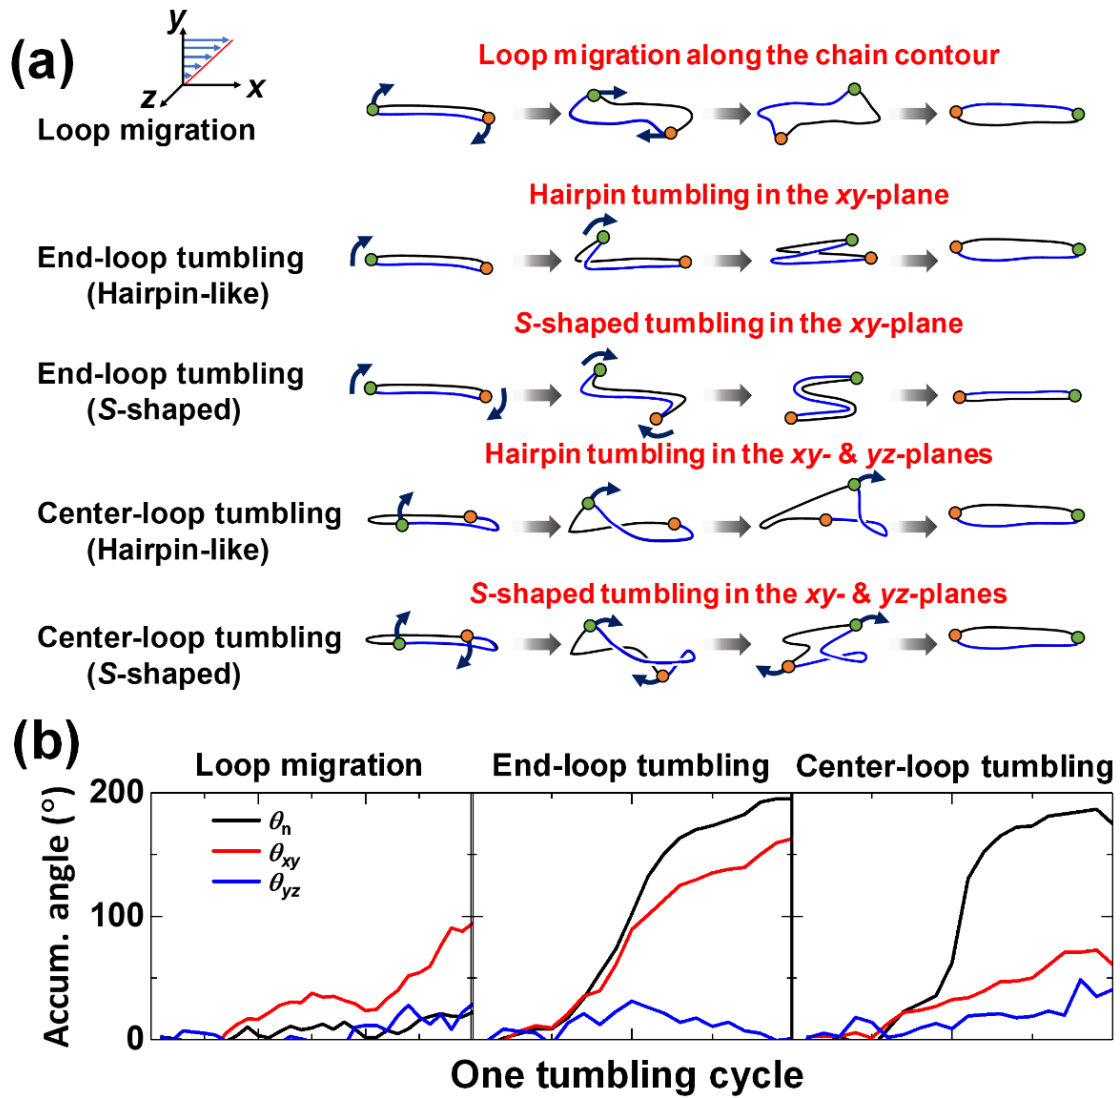 (a)
y
z
x
Loop migration
Loop migration along the chain contour
Hairpin tumbling in the xy-plane
End-loop tumbling
(Hairpin-like)
S-shaped tumbling in the xy-plane
End-loop tumbling
(S-shaped)
Hairpin tumbling in the xy- & yz-planes
Center-loop tumbling
(Hairpin-like)
S-shaped tumbling in the xy- & yz-planes
Center-loop tumbling
(S-shaped)
(b)
Loop migration
End-loop tumbling
Center-loop tumbling
Accum. angle (°)
200
100
0
θn
θxy
θyz
One tumbling cycle